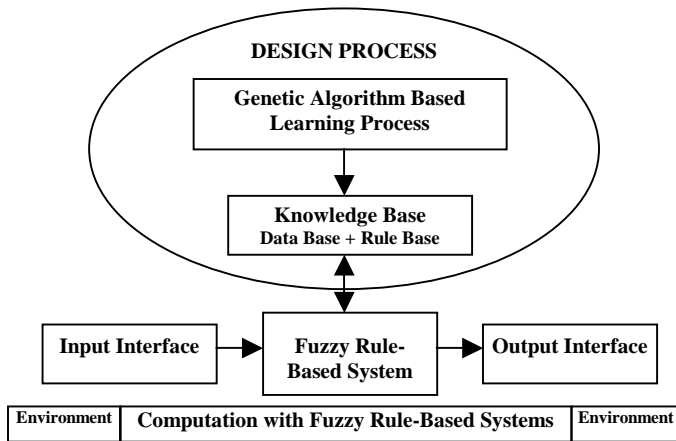 DESIGN PROCESS
Genetic Algorithm Based
Learning Process
Knowledge Base
Data Base + Rule Base
Input Interface
Fuzzy Rule-
Based System
Output Interface
Environment
Computation with Fuzzy Rule-Based Systems
Environment